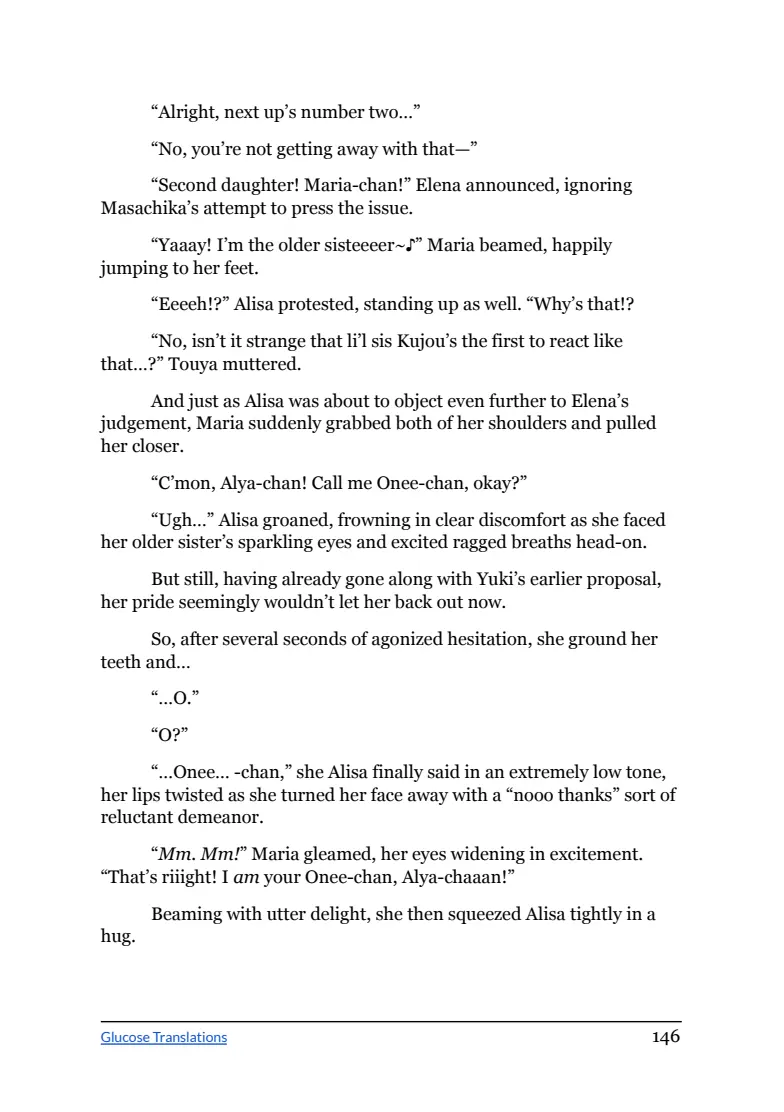 “Alright, next up’s number two…”
“No, you’re not getting away with that—”
“Second daughter! Maria-chan!” Elena announced, ignoring
Masachika’s attempt to press the issue.
“Yaaay! I’m the older sisteeeer~♪” Maria beamed, happily
jumping to her feet.
“Eeeeh!?” Alisa protested, standing up as well. “Why’s that!?
“No, isn’t it strange that li’l sis Kujou’s the first to react like
that…?” Touya muttered.
And just as Alisa was about to object even further to Elena’s
judgement, Maria suddenly grabbed both of her shoulders and pulled
her closer.
“C’mon, Alya-chan! Call me Onee-chan, okay?”
“Ugh…” Alisa groaned, frowning in clear discomfort as she faced
her older sister’s sparkling eyes and excited ragged breaths head-on.
But still, having already gone along with Yuki’s earlier proposal,
her pride seemingly wouldn’t let her back out now.
So, after several seconds of agonized hesitation, she ground her
teeth and…
“…O.”
“O?”
“…Onee… -chan,” she Alisa finally said in an extremely low tone,
her lips twisted as she turned her face away with a “nooo thanks” sort of
reluctant demeanor.
“Mm. Mm!” Maria gleamed, her eyes widening in excitement.
“That’s riiight! I am your Onee-chan, Alya-chaaan!”
Beaming with utter delight, she then squeezed Alisa tightly in a
hug.
Glucose Translations 146